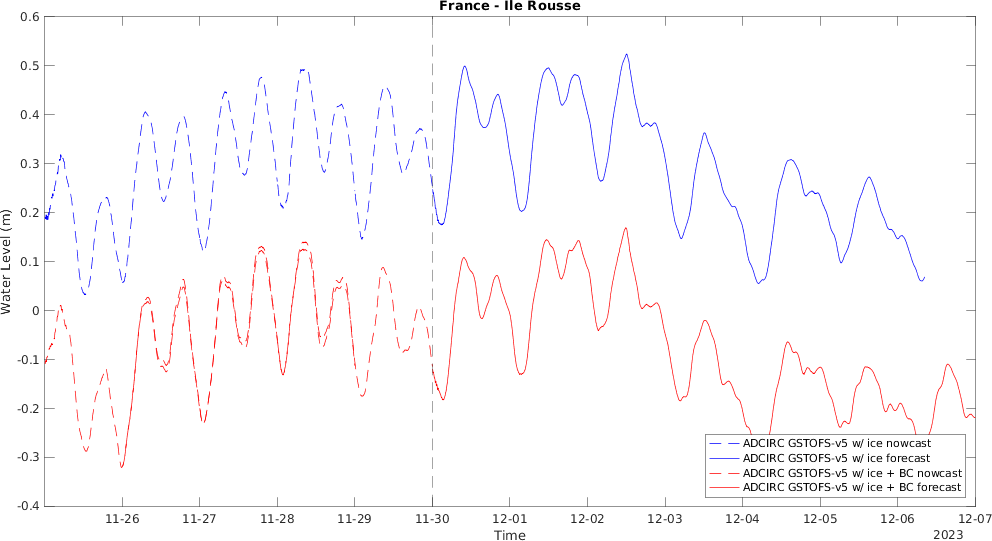 France - Ile Rousse
0.6
0.5
0.4
0.3
0.2
0.1
0
-0.1
-0.2
-0.3
-0.4
Water Level (m)
ADCIRC GSTOFS-v5 w/ ice nowcast
ADCIRC GSTOFS-v5 w/ ice forecast
ADCIRC GSTOFS-v5 w/ ice + BC nowcast
ADCIRC GSTOFS-v5 w/ ice + BC forecast
11-26 11-27 11-28 11-29 11-30 12-01 12-02 12-03 12-04 12-05 12-06 12-07
Time
2023